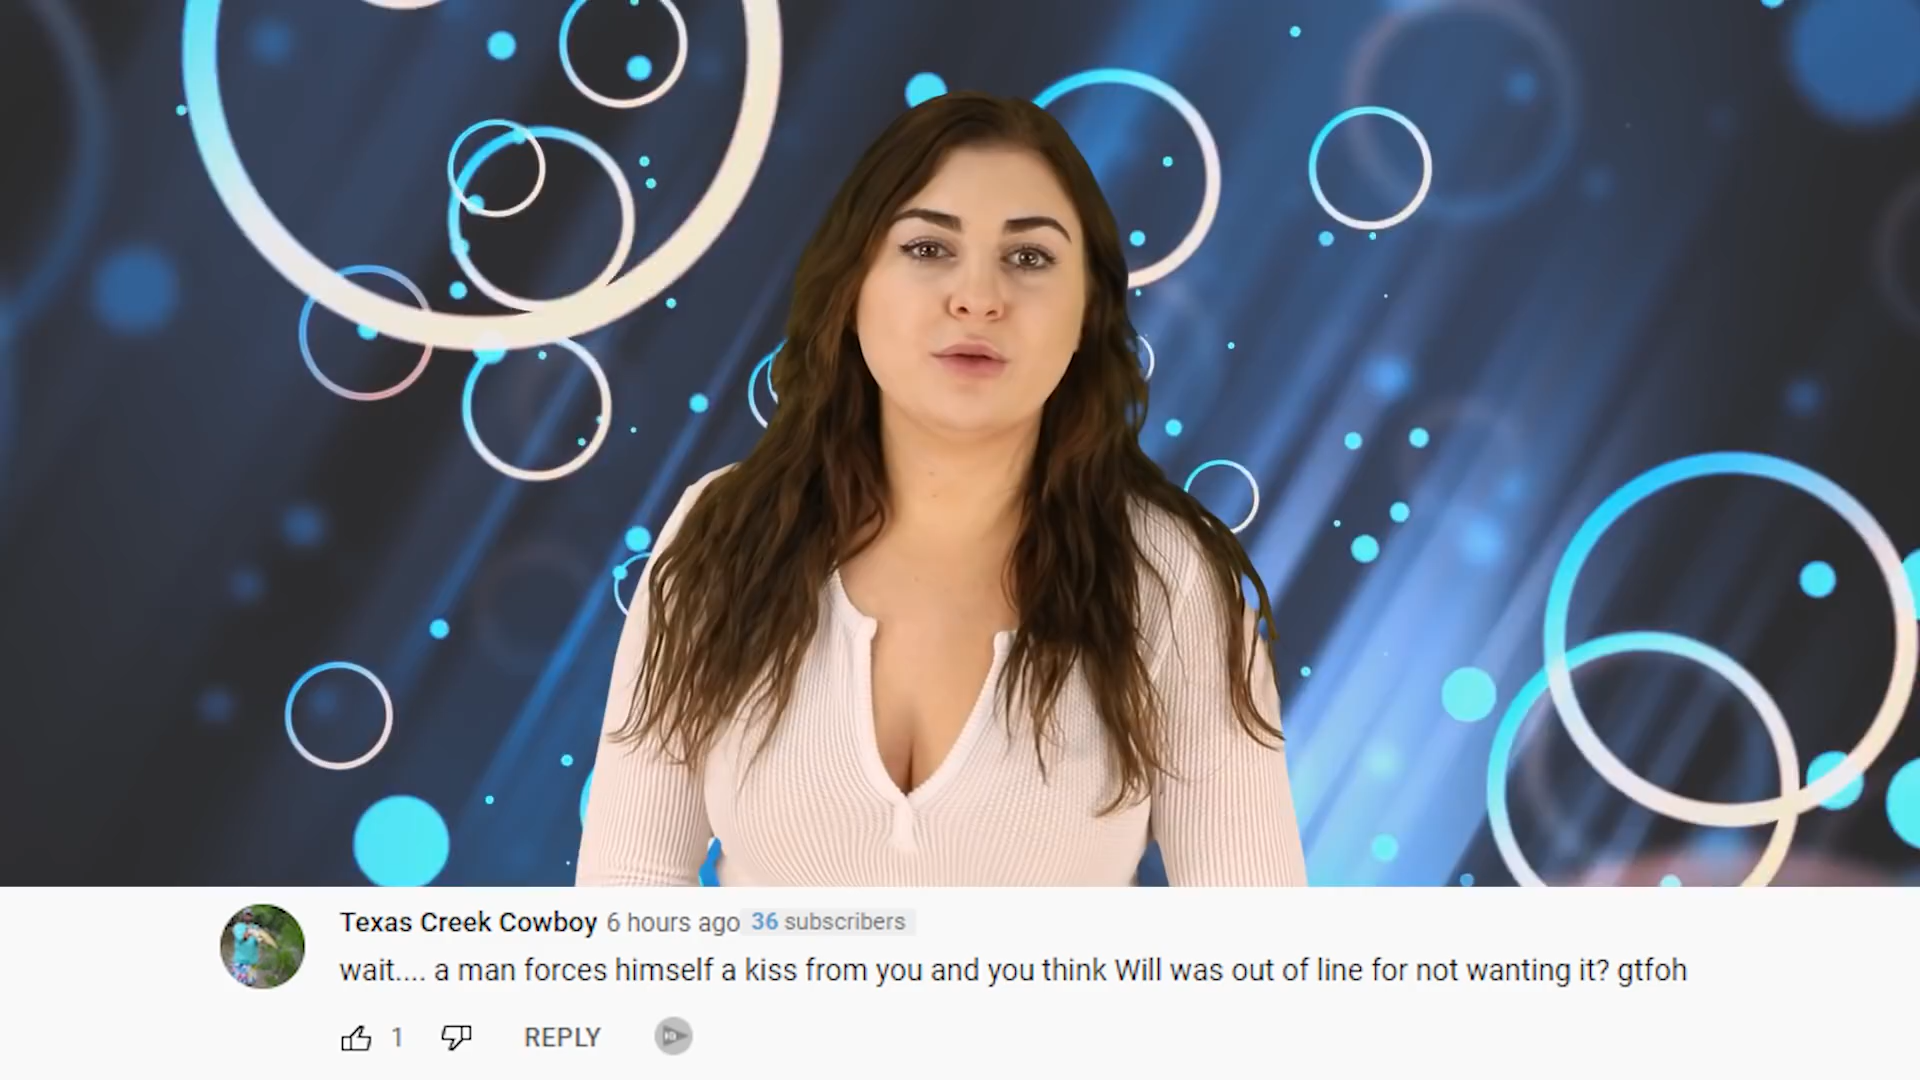 Texas Creek Cowboy 6 hours ago 36 subscribers
wait.... a man forces himself a kiss from you and you think Will was out of line for not wanting it? gtfoh
1 REPLY